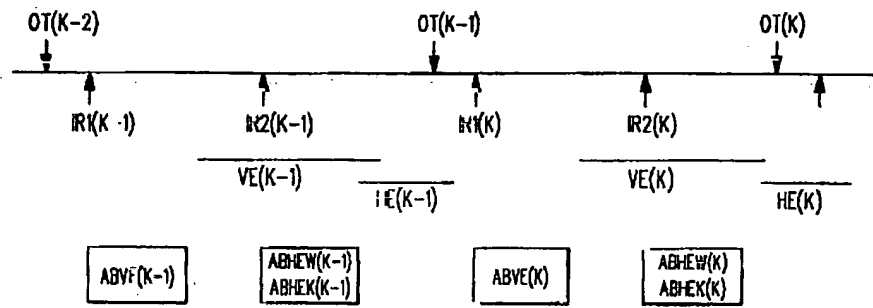 OT(K-2) OT(K-1) OT(K)
IR1(K-1) IR2(K-1) IR1(K) IR2(K)
VE(K-1) VE(K)
HE(K-1) HE(K)
ABVE(K-1) ABHEW(K-1) ABVE(K) ABHEW(K)
ABHEK(K-1) ABHEK(K)